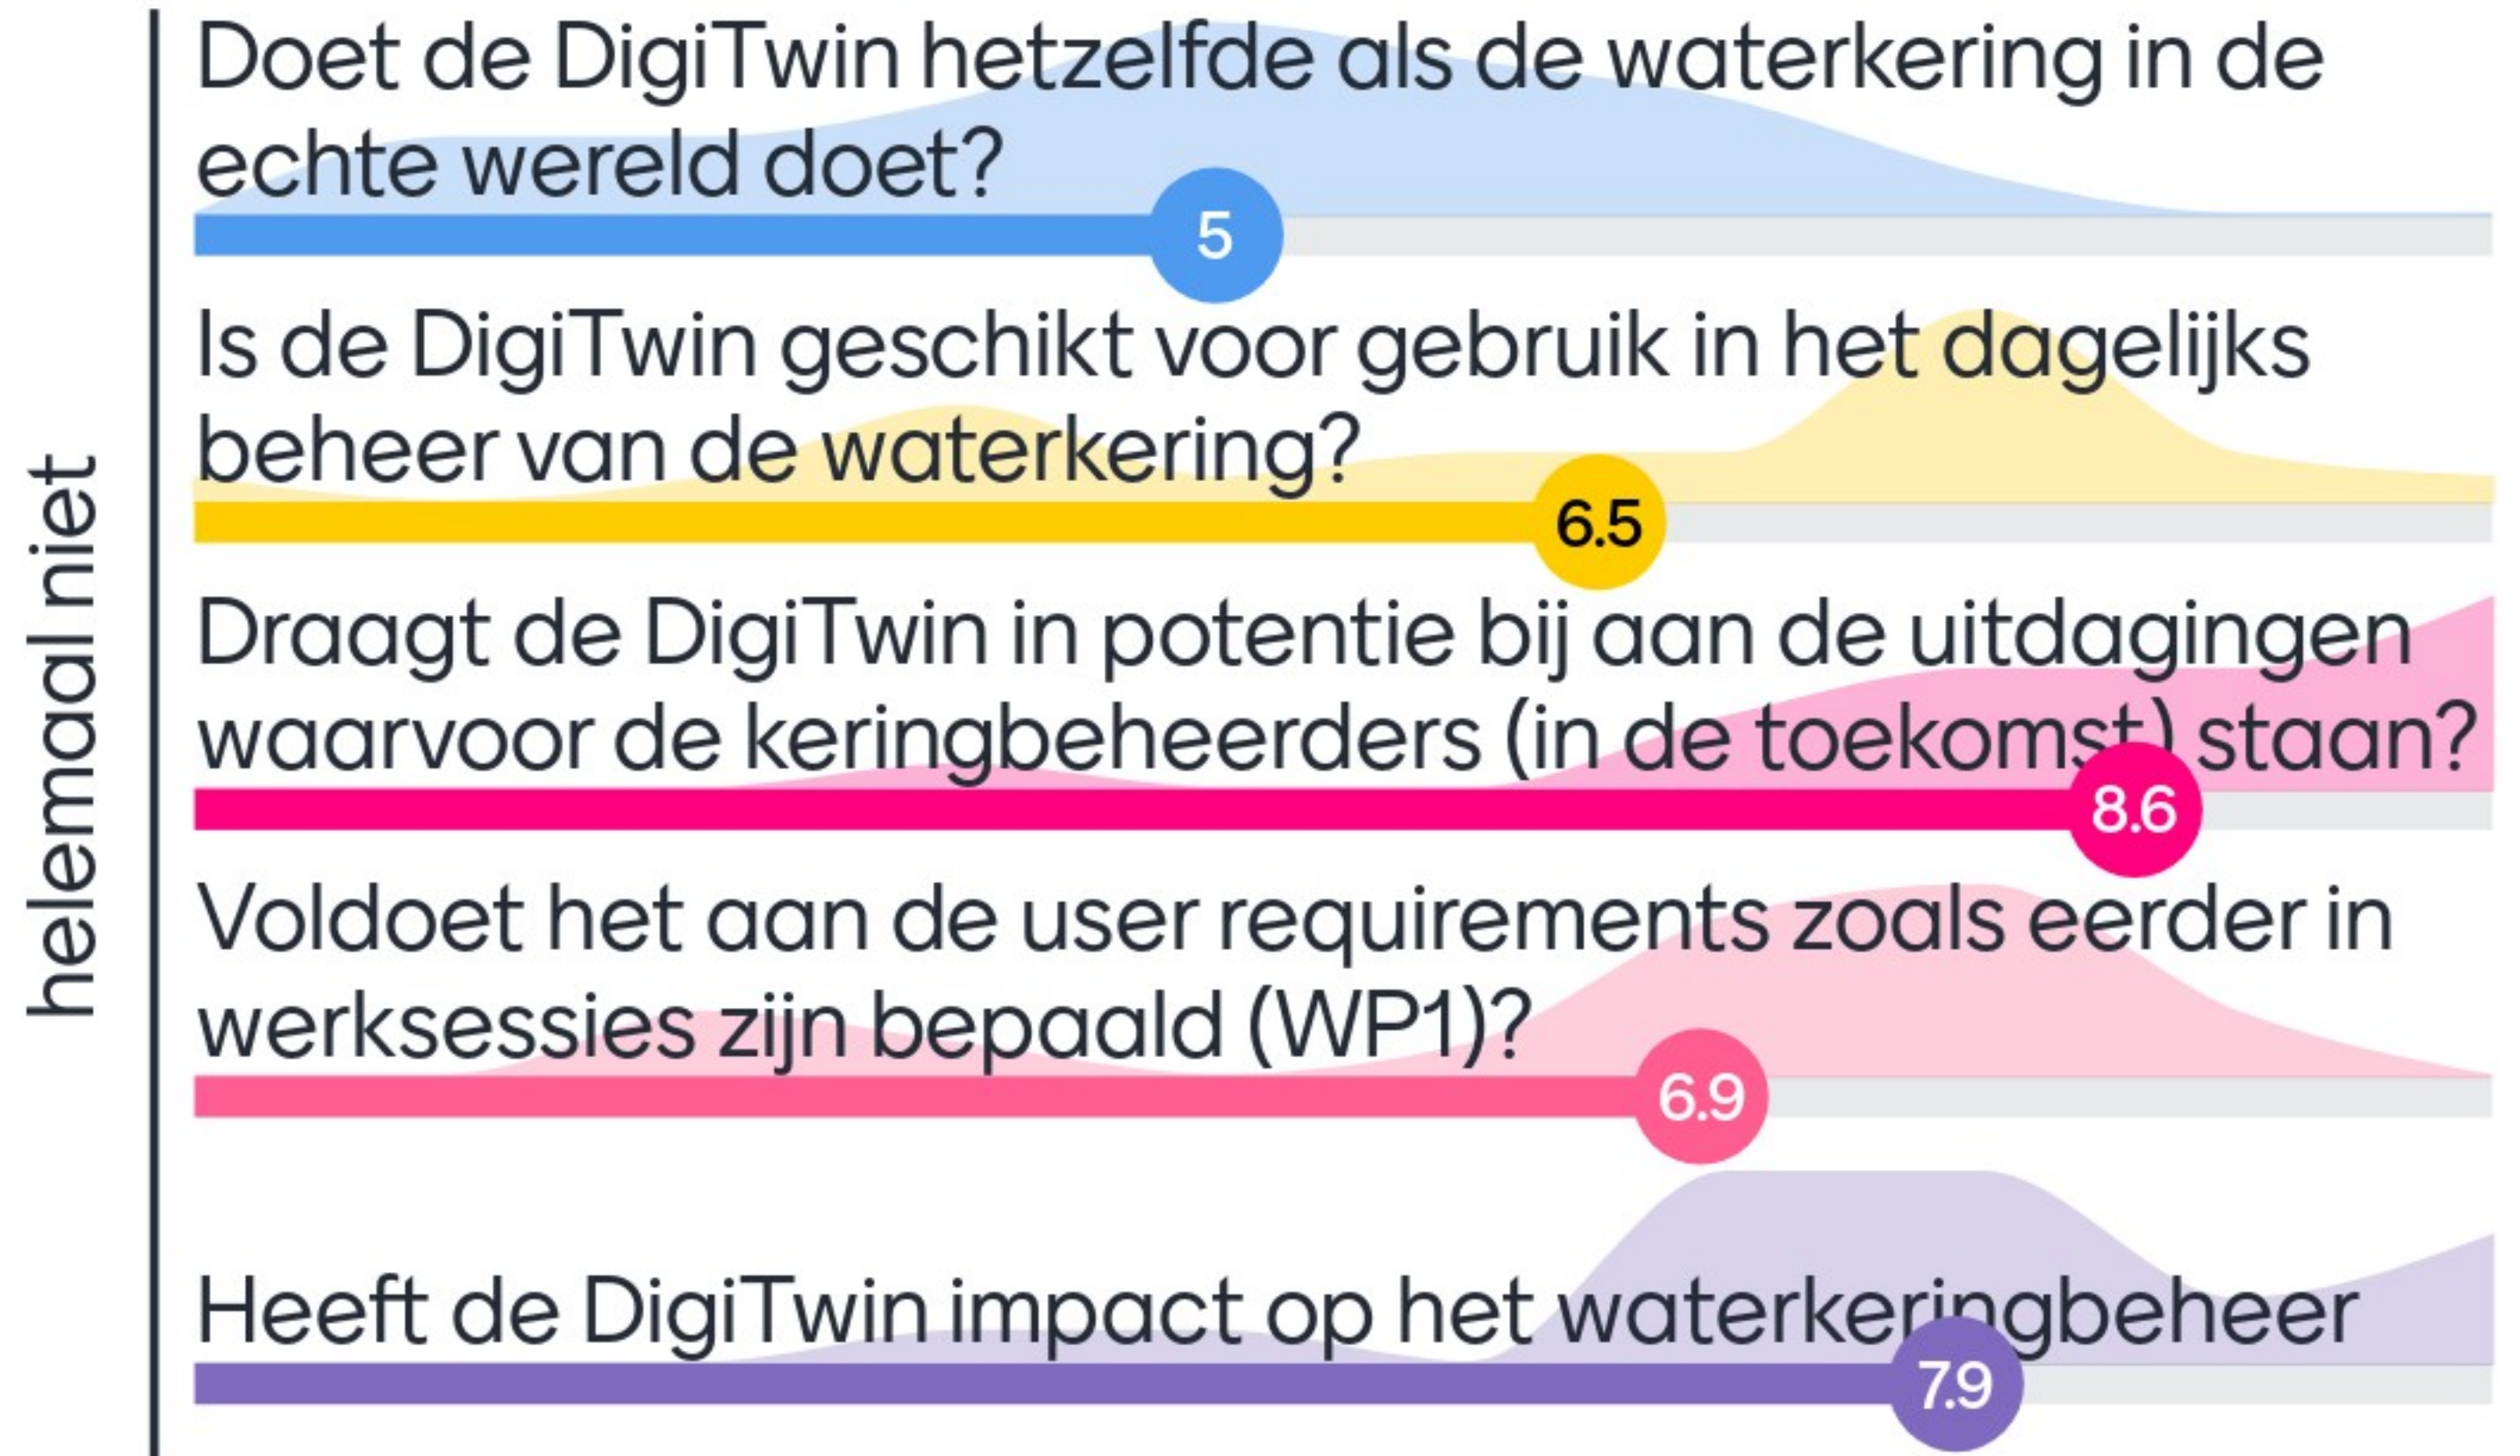 helemaal niet
Doet de DigiTwin hetzelfde als de waterkering in de
echte wereld doet?
5
Is de DigiTwin geschikt voor gebruik in het dagelijks
beheer van de waterkering?
6.5
Draagt de DigiTwin in potentie bij aan de uitdagingen
waarvoor de keringbeheerders (in de toekomst) staan?
8.6
Voldoet het aan de user requirements zoals eerder in
werksessies zijn bepaald (WP1)?
6.9
Heeft de DigiTwin impact op het waterkeringbeheer
7.9